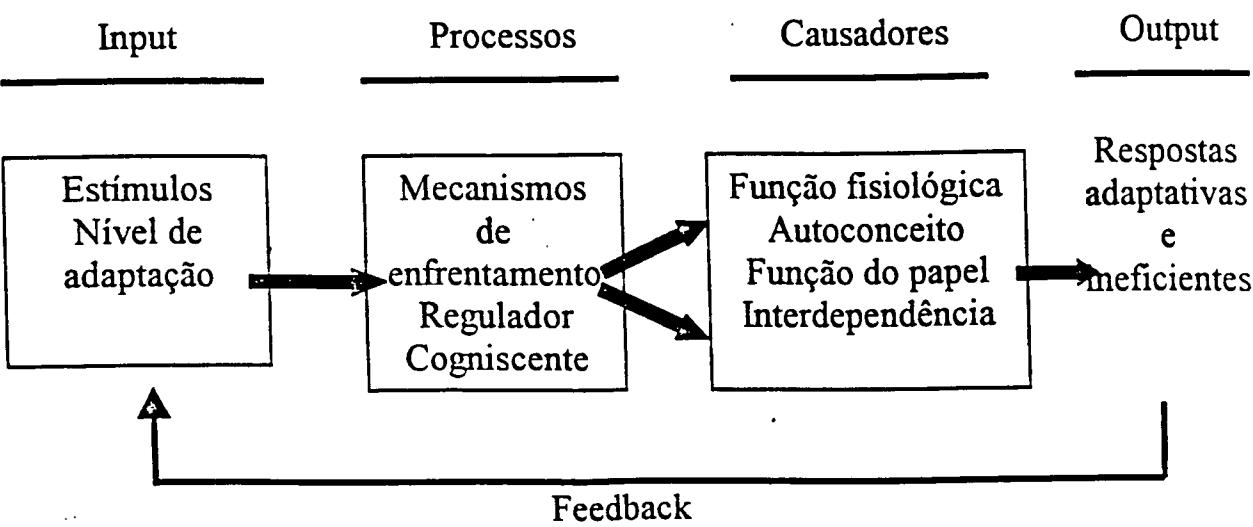 Input
Processos
Causadores
Output
Estímulos
Nível de
adaptação
Mecanismos
de
enfrentamento
Regulador
Cogniscente
Função fisiológica
Autoconceito
Função do papel
Interdependência
Respostas
adaptativas
e
ineficientes
Feedback